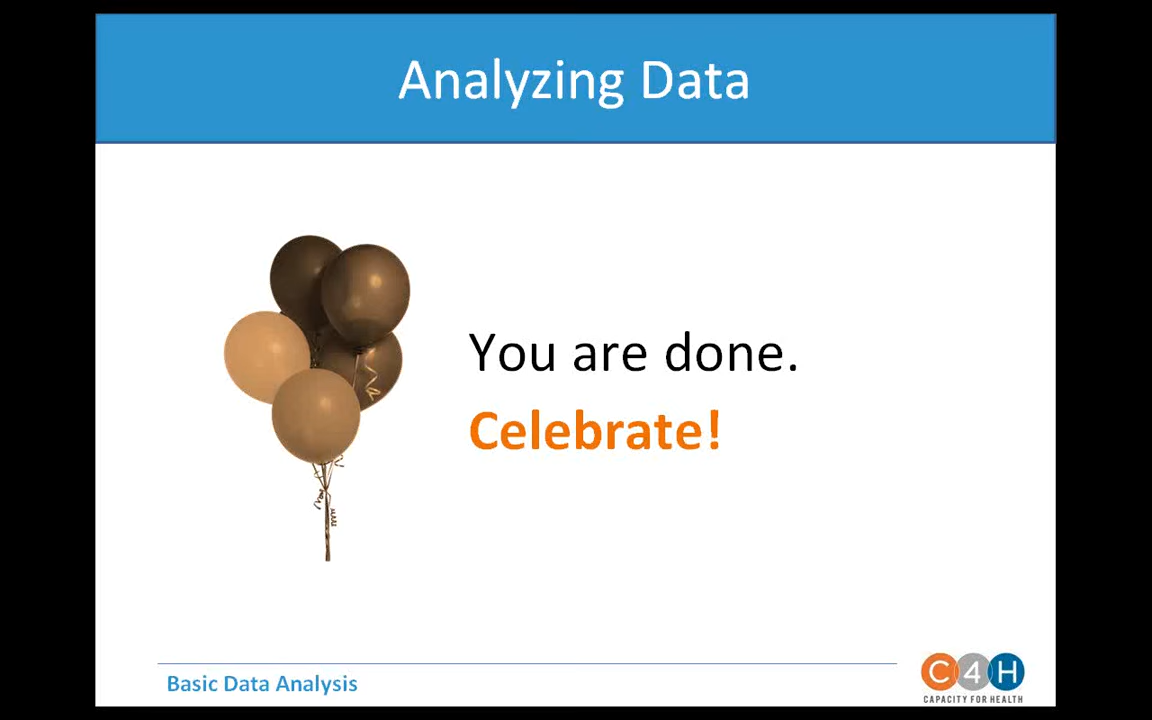 Analyzing Data
You are done.
Celebrate!
Basic Data Analysis
C4H
CAPACITY FOR HEALTH